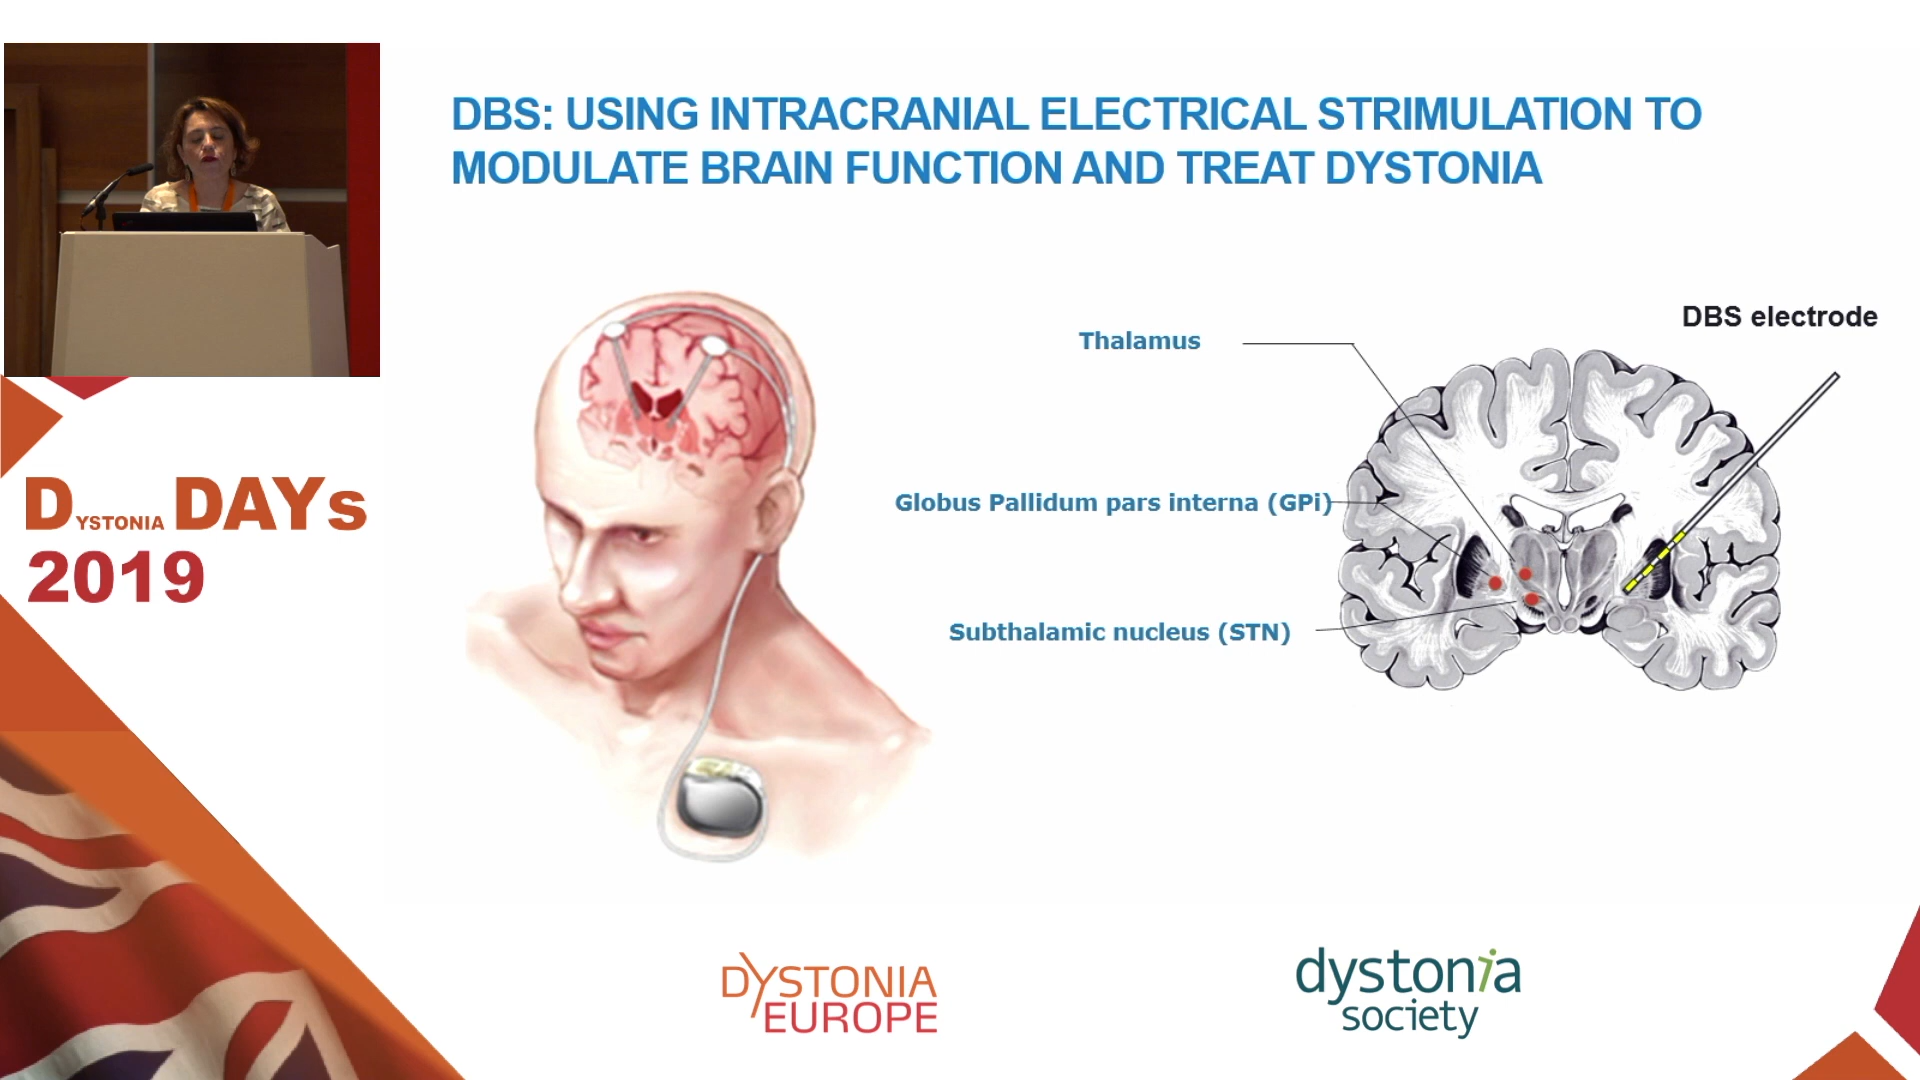 DBS: USING INTRACRANIAL ELECTRICAL STRIMULATION TO
MODULATE BRAIN FUNCTION AND TREAT DYSTONIA
DBS electrode
Thalamus
Globus Pallidum pars interna (GPi)
Subthalamic nucleus (STN)
DYSTONIA DAYs
2019
DYSTONIA
EUROPE
dystonia
society